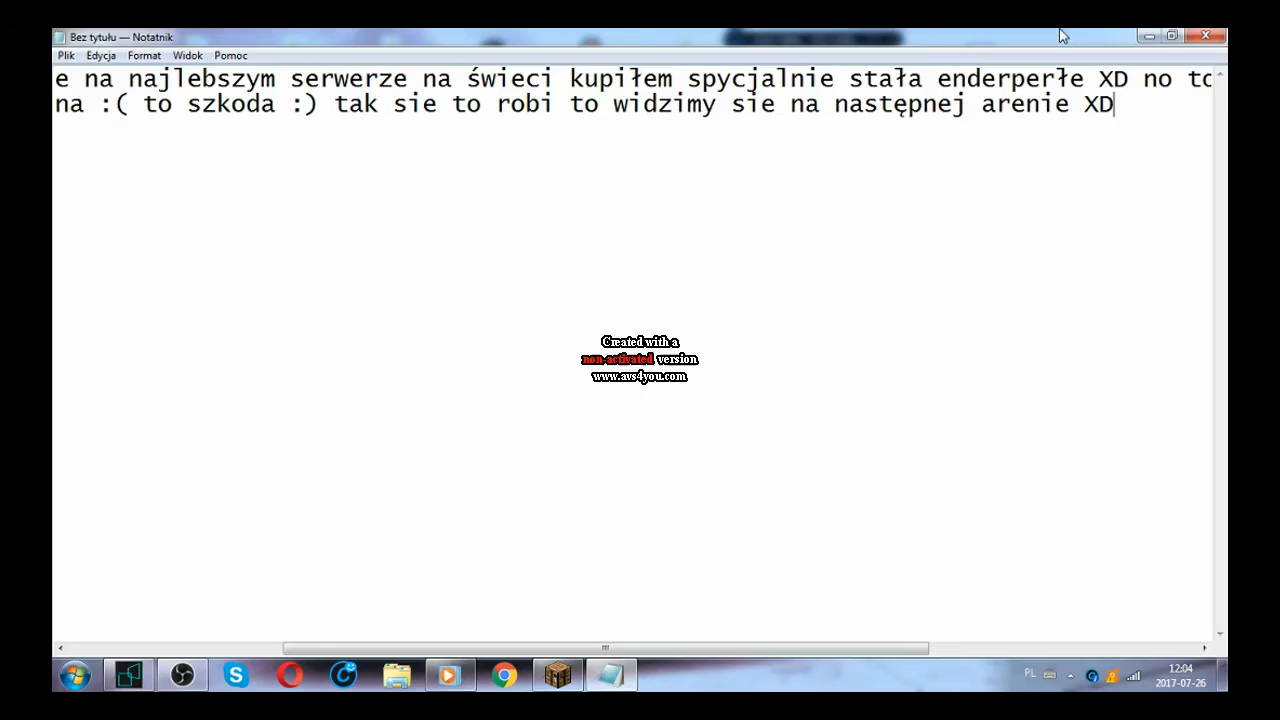 Bez tytułu — Notatnik
Plik Edycja Format Widok Pomoc
e na najlebszym serwerze na świeci kupiłem spycjalnie stała enderperłe XD no to
na :( to szkoda :) tak sie to robi to widzimy sie na następnej arenie XD
Created with a
non-activated version
www.avs4you.com
PL
12:04
2017-07-26